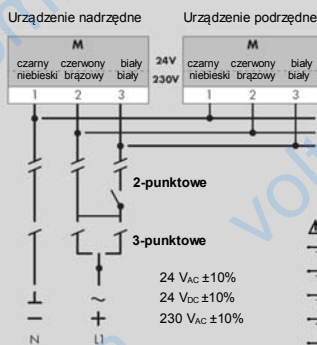 Urządzenie nadrzędne Urządzenie podrzędne
M M
czarny czerwony biały 24V czarny czerwony biały
niebieski brązowy biały 230V niebieski brązowy biały
1 2 3 1 2 3
2-punktowe
3-punktowe
24 VAC ±10%
⊥ ~ 24 VDC ±10%
− + 230 VAC ±10%
N L1